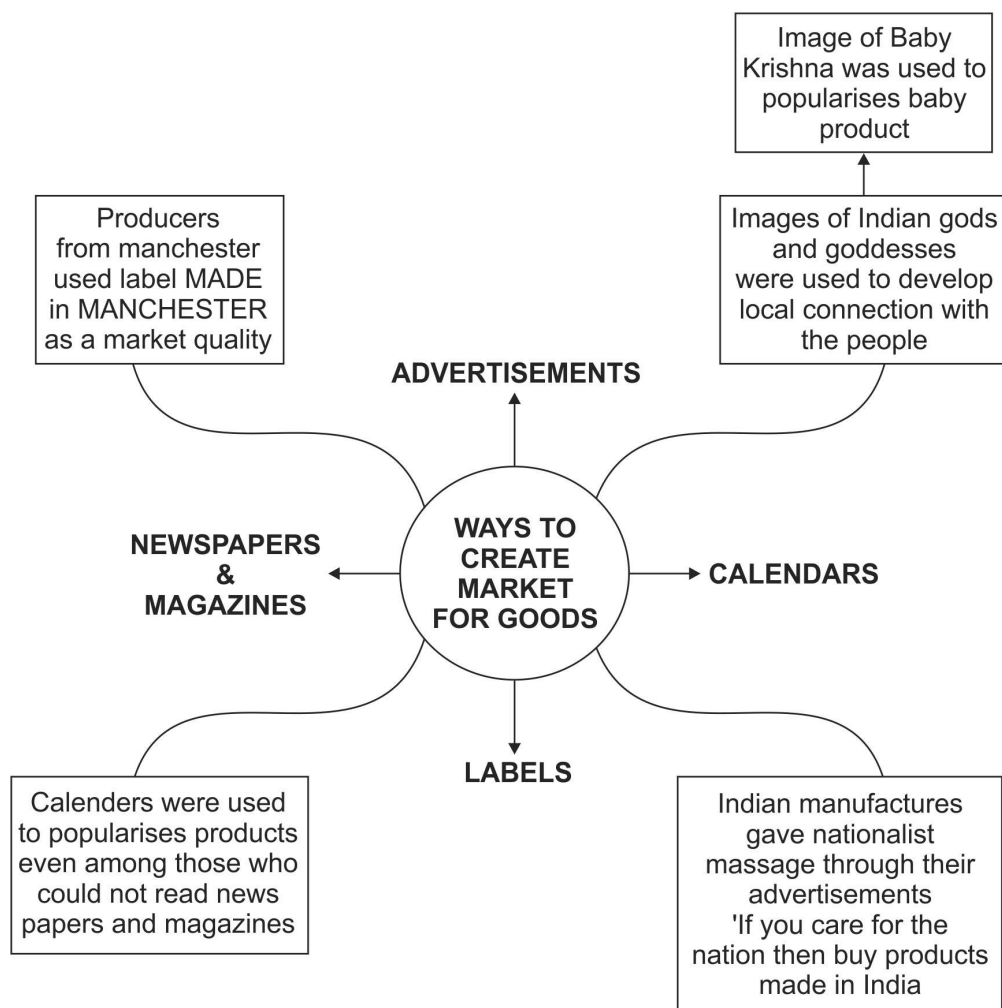 Image of Baby
Krishna was used to
popularises baby
product
Producers
from manchester
used label MADE
in MANCHESTER
as a market quality
Images of Indian gods
and goddesses
were used to develop
local connection with
the people
ADVERTISEMENTS
NEWSPAPERS
&
MAGAZINES
WAYS TO
CREATE
MARKET
FOR GOODS
CALENDARS
LABELS
Calenders were used
to popularises products
even among those who
could not read news
papers and magazines
Indian manufactures
gave nationalist
massage through their
advertisements
'If you care for the
nation then buy products
made in India